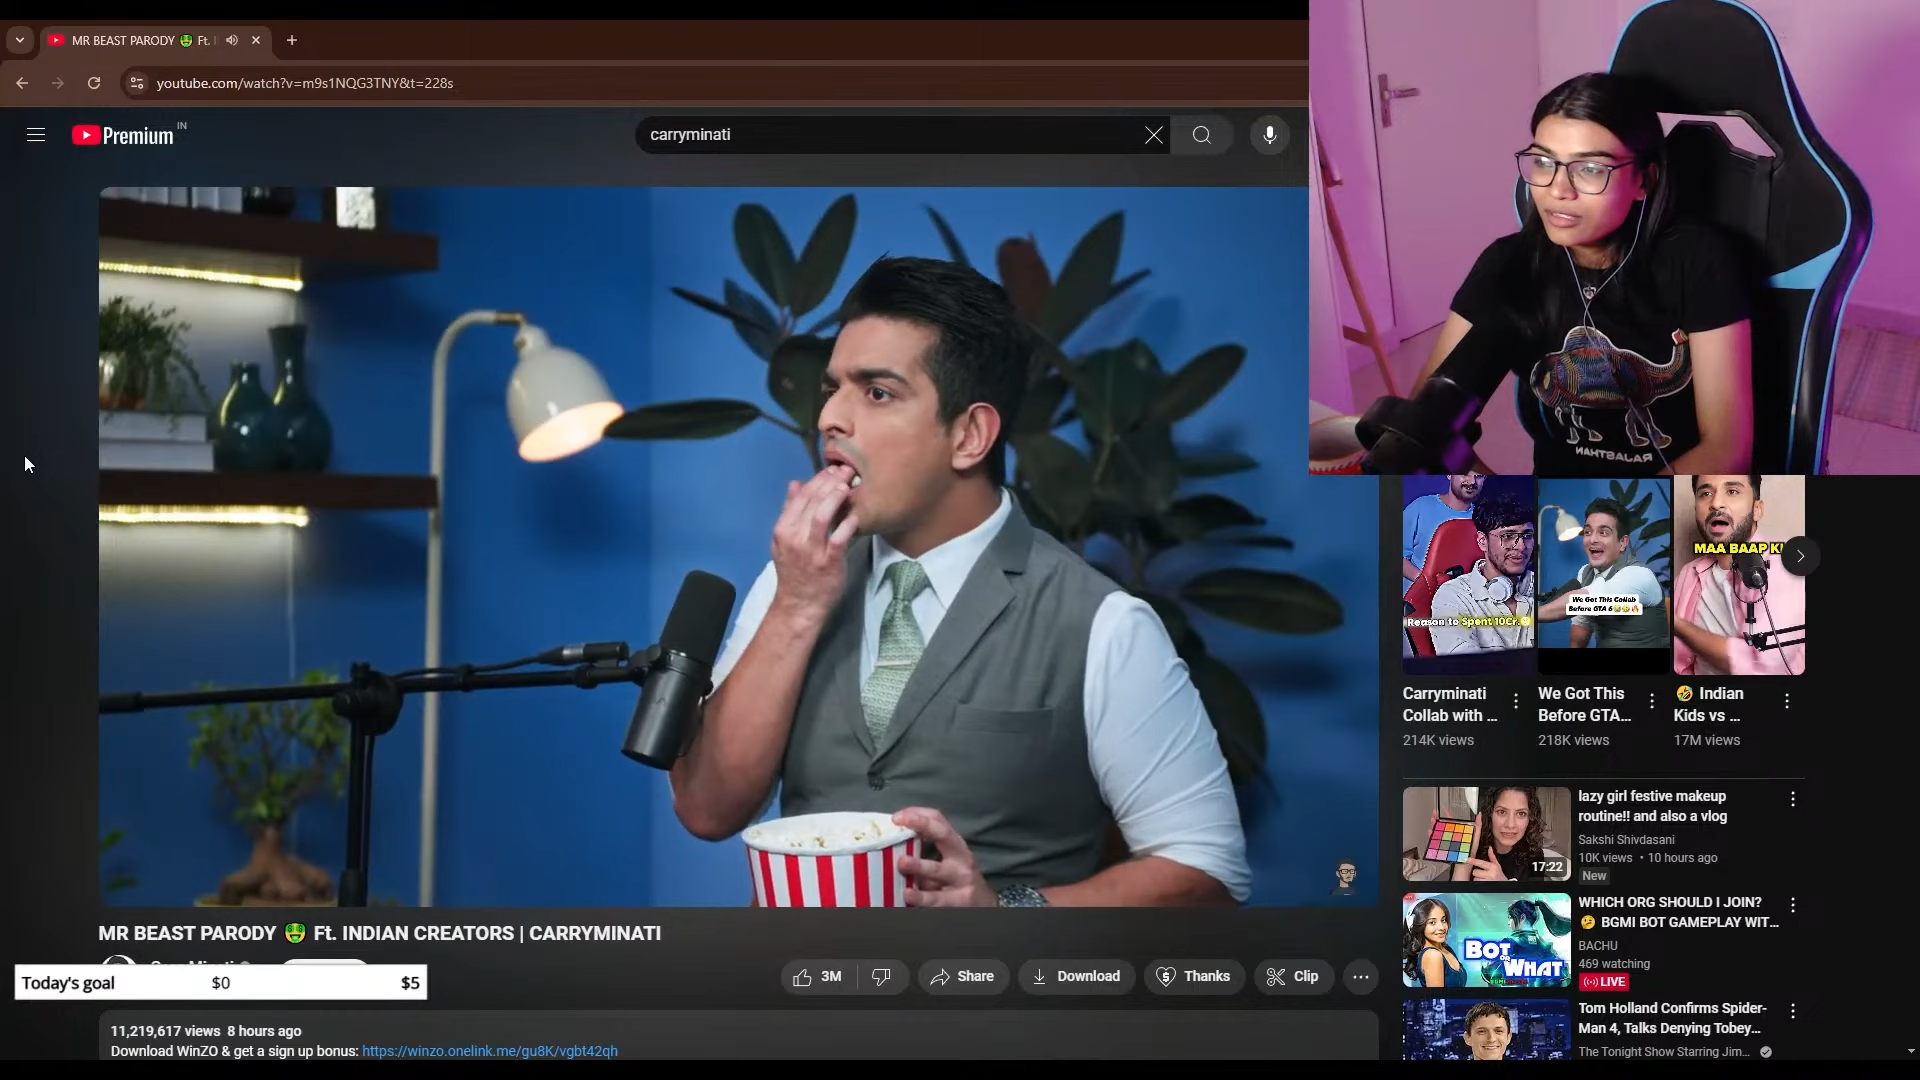 MR BEAST PARODY 🤑 Ft. I
youtube.com/watch?v=m9s1NQG3TNY&t=228s
Premium IN
carryminati
MR BEAST PARODY 🤑 Ft. INDIAN CREATORS | CARRYMINATI
Today's goal $0 $5
3M
Share
Download
Thanks
Clip
11,219,617 views 8 hours ago
Download WinZO & get a sign up bonus: https://winzo.onelink.me/gu8K/vgbt42qh
RAJASTHAN
Reason to Spent 10Cr.
We Got This Collab
Before GTA 6
MAA BAAP KI
Carryminati
Collab with ...
214K views
We Got This
Before GTA...
218K views
🤣 Indian
Kids vs ...
17M views
17:22
lazy girl festive makeup
routine!! and also a vlog
Sakshi Shivdasani
10K views • 10 hours ago
New
BOT
OR
WHAT
WHICH ORG SHOULD I JOIN?
🤔 BGMI BOT GAMEPLAY WIT...
BACHU
469 watching
LIVE
Tom Holland Confirms Spider-
Man 4, Talks Denying Tobey...
The Tonight Show Starring Jim...